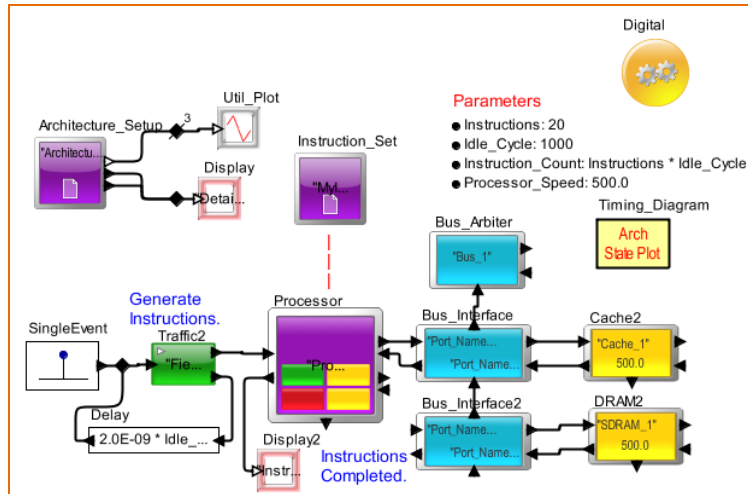 Digital
Util_Plot
3
Architecture_Setup
"Architectu...
Display
"Detai...
Instruction_Set
"MyI...
Parameters
Instructions: 20
Idle_Cycle: 1000
Instruction_Count: Instructions * Idle_Cycle
Processor_Speed: 500.0
Timing_Diagram
Arch
State Plot
Bus_Arbiter
"Bus_1"
Generate
Instructions.
Processor
"Pro...
Bus_Interface
"Port_Name...
"Port_Name...
Cache2
"Cache_1"
500.0
SingleEvent
Traffic2
"Fie...
Delay
2.0E-09 * Idle_...
Display2
"Instr...
Instructions
Completed.
Bus_Interface2
"Port_Name...
"Port_Name...
DRAM2
"SDRAM_1"
500.0